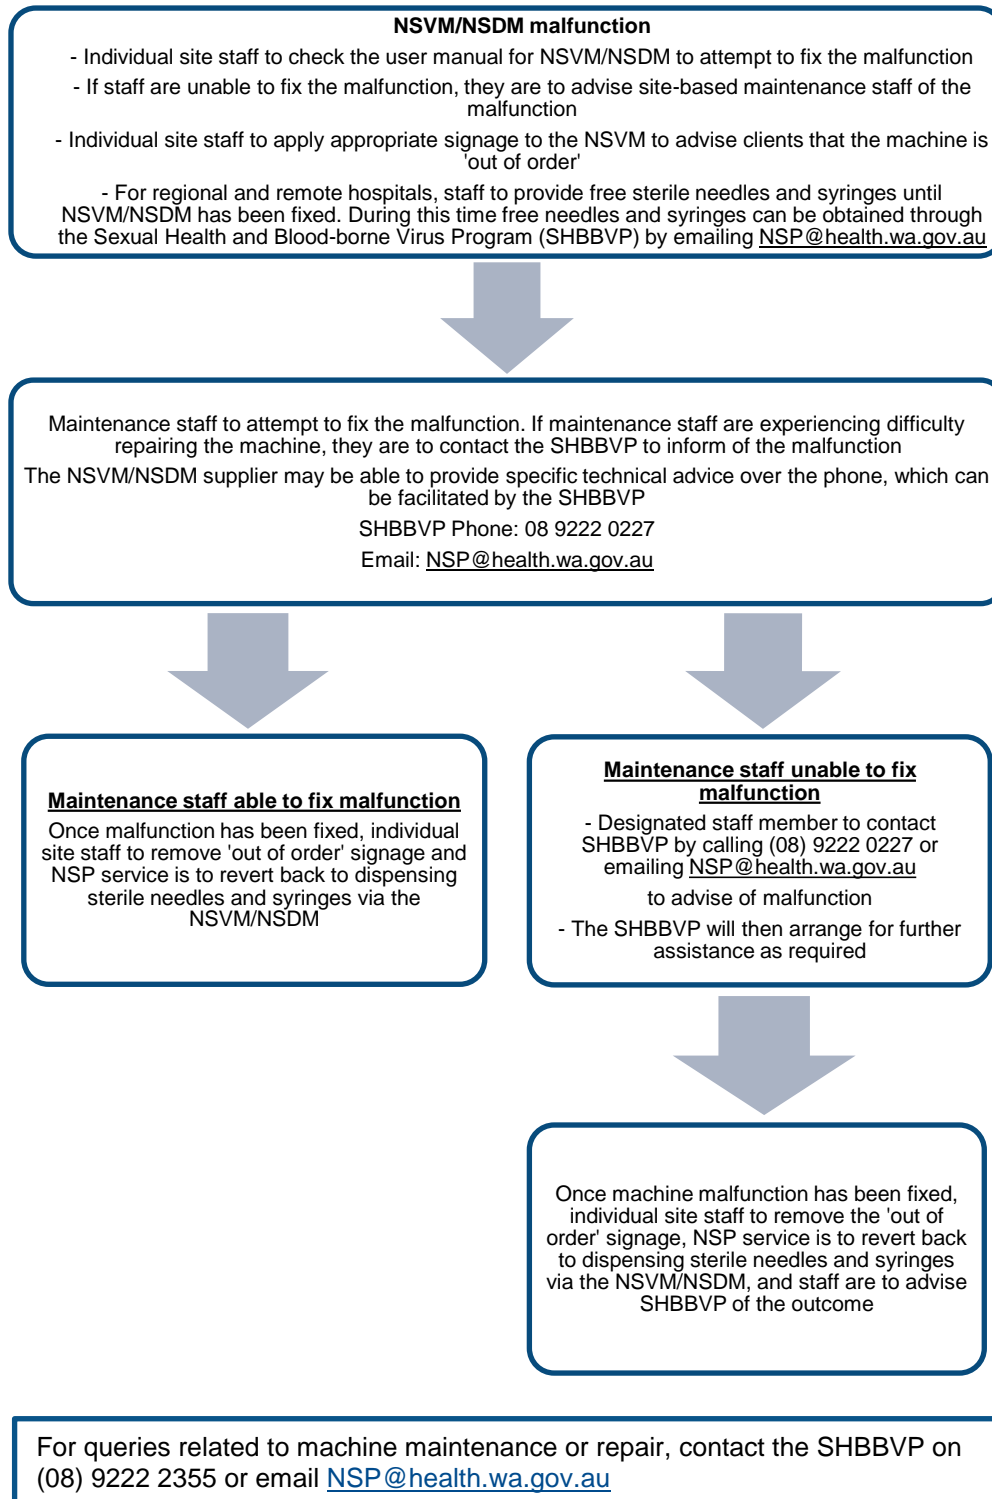 NSVM/NSDM malfunction
- Individual site staff to check the user manual for NSVM/NSDM to attempt to fix the malfunction
- If staff are unable to fix the malfunction, they are to advise site-based maintenance staff of the
malfunction
- Individual site staff to apply appropriate signage to the NSVM to advise clients that the machine is
'out of order'
- For regional and remote hospitals, staff to provide free sterile needles and syringes until
NSVM/NSDM has been fixed. During this time free needles and syringes can be obtained through
the Sexual Health and Blood-borne Virus Program (SHBBVP) by emailing NSP@health.wa.gov.au
Maintenance staff to attempt to fix the malfunction. If maintenance staff are experiencing difficulty
repairing the machine, they are to contact the SHBBVP to inform of the malfunction
The NSVM/NSDM supplier may be able to provide specific technical advice over the phone, which can
be facilitated by the SHBBVP
SHBBVP Phone: 08 9222 0227
Email: NSP@health.wa.gov.au
Maintenance staff able to fix malfunction
Once malfunction has been fixed, individual
site staff to remove 'out of order' signage and
NSP service is to revert back to dispensing
sterile needles and syringes via the
NSVM/NSDM
Maintenance staff unable to fix
malfunction
- Designated staff member to contact
SHBBVP by calling (08) 9222 0227 or
emailing NSP@health.wa.gov.au
to advise of malfunction
- The SHBBVP will then arrange for further
assistance as required
Once machine malfunction has been fixed,
individual site staff to remove the 'out of
order' signage, NSP service is to revert back
to dispensing sterile needles and syringes
via the NSVM/NSDM, and staff are to advise
SHBBVP of the outcome
For queries related to machine maintenance or repair, contact the SHBBVP on
(08) 9222 2355 or email NSP@health.wa.gov.au